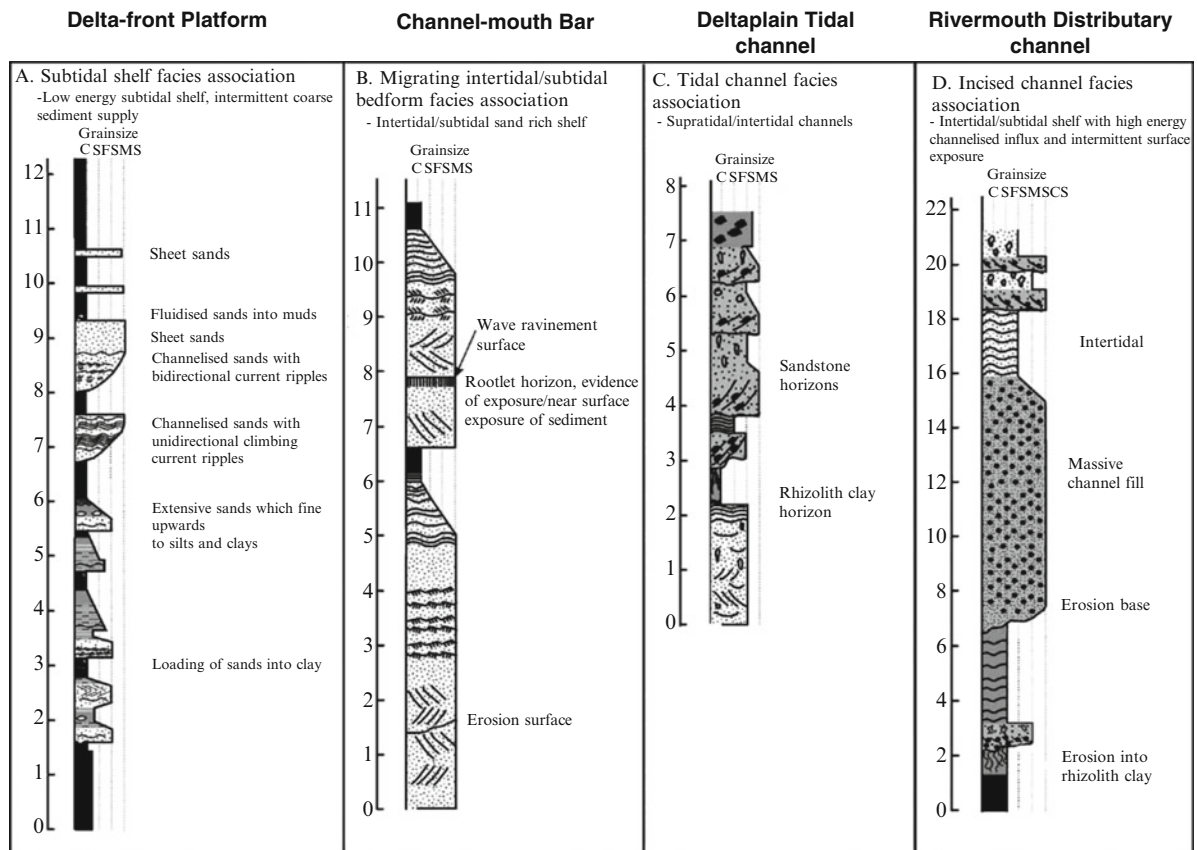 Delta-front Platform
Channel-mouth Bar
Deltaplain Tidal
channel
Rivermouth Distributary
channel
A. Subtidal shelf facies association
-Low energy subtidal shelf, intermittent coarse
sediment supply
Grainsize
C SFSMS
12
11
10
9
8
7
6
5
4
3
2
1
0
Sheet sands
Fluidised sands into muds
Sheet sands
Channelised sands with
bidirectional current ripples
Channelised sands with
unidirectional climbing
current ripples
Extensive sands which fine
upwards
to silts and clays
Loading of sands into clay
B. Migrating intertidal/subtidal
bedform facies association
- Intertidal/subtidal sand rich shelf
Grainsize
C SFSMS
11
10
9
8
7
6
5
4
3
2
1
0
Wave ravinement
surface
Rootlet horizon, evidence
of exposure/near surface
exposure of sediment
Erosion surface
C. Tidal channel facies
association
- Supratidal/intertidal channels
Grainsize
C SFSMS
8
7
6
5
4
3
2
1
0
Sandstone
horizons
Rhizolith clay
horizon
D. Incised channel facies
association
- Intertidal/subtidal shelf with high energy
channelised influx and intermittent surface
exposure
Grainsize
C SFSMSCS
22
20
18
16
14
12
10
8
6
4
2
0
Intertidal
Massive
channel fill
Erosion base
Erosion into
rhizolith clay